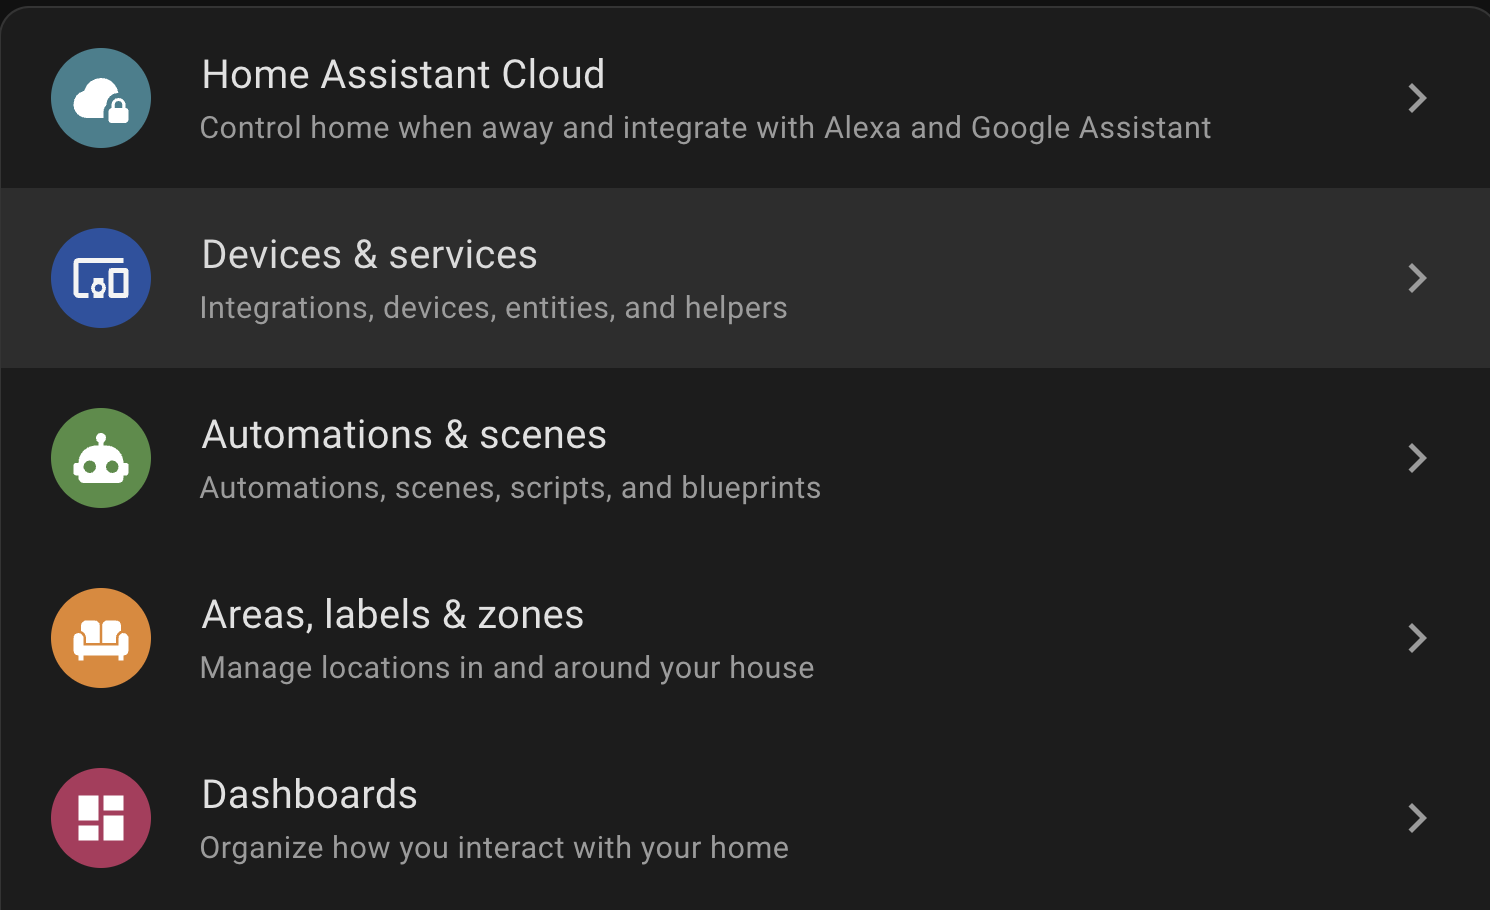 Home Assistant Cloud
Control home when away and integrate with Alexa and Google Assistant
Devices & services
Integrations, devices, entities, and helpers
Automations & scenes
Automations, scenes, scripts, and blueprints
Areas, labels & zones
Manage locations in and around your house
Dashboards
Organize how you interact with your home